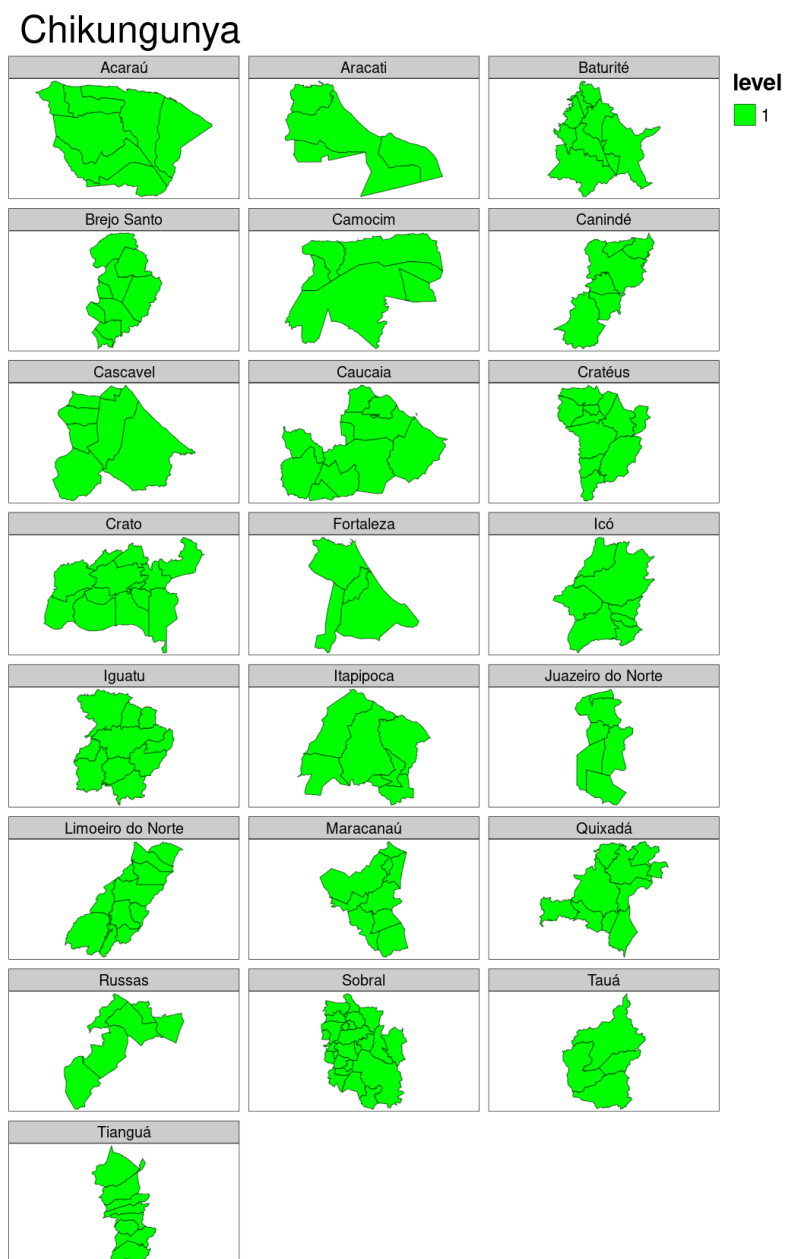 Chikungunya
Acaraú
Aracati
Baturité
level
1
Brejo Santo
Camocim
Canindé
Cascavel
Caucaia
Cratéus
Crato
Fortaleza
Icó
Iguatu
Itapipoca
Juazeiro do Norte
Limoeiro do Norte
Maracanaú
Quixadá
Russas
Sobral
Tauá
Tianguá